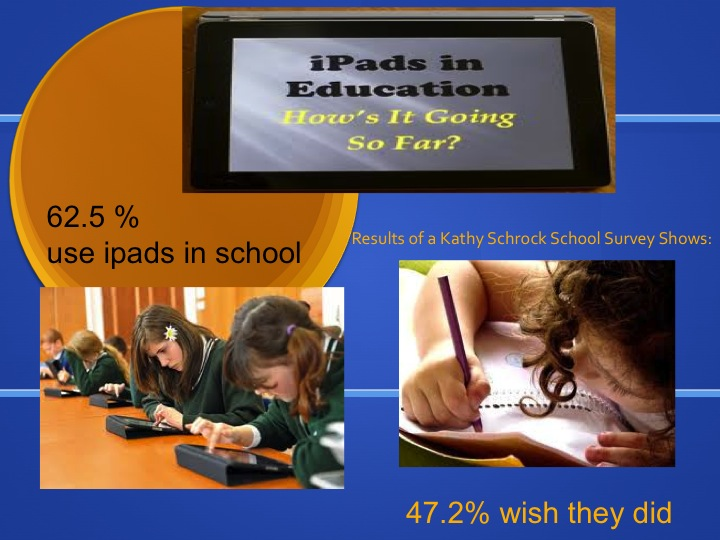 iPads in
Education
How's It Going
So Far?
62.5 %
use ipads in school
Results of a Kathy Schrock School Survey Shows:
47.2% wish they did